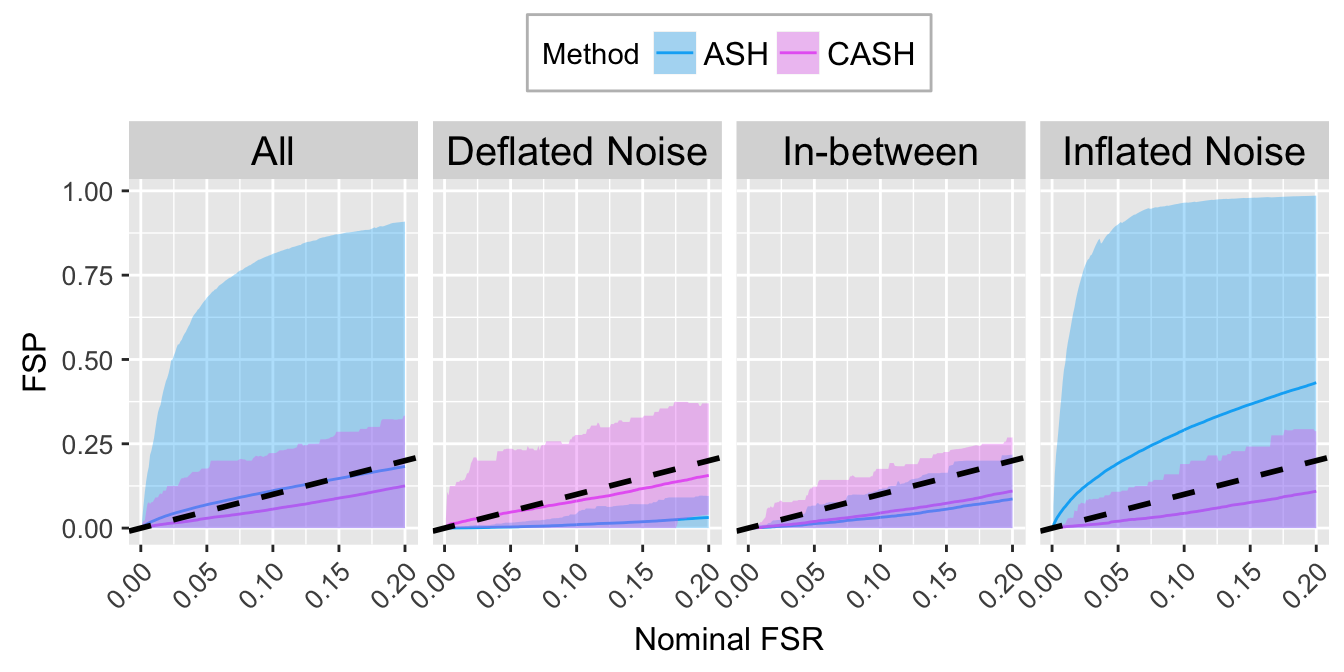 Method ASH CASH
All Deflated Noise In-between Inflated Noise
1.00
0.75
0.50
0.25
0.00
FSP
0.00 0.05 0.10 0.15 0.20 0.00 0.05 0.10 0.15 0.20 0.00 0.05 0.10 0.15 0.20 0.00 0.05 0.10 0.15 0.20
Nominal FSR